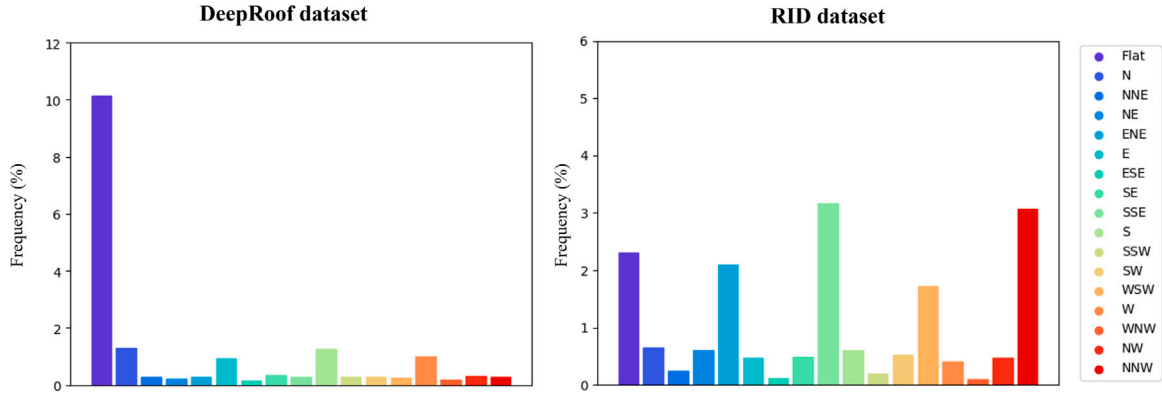 DeepRoof dataset
RID dataset
Frequency (%)
12
10
8
6
4
2
0
Frequency (%)
6
5
4
3
2
1
0
Flat
N
NNE
NE
ENE
E
ESE
SE
SSE
S
SSW
SW
WSW
W
WNW
NW
NNW